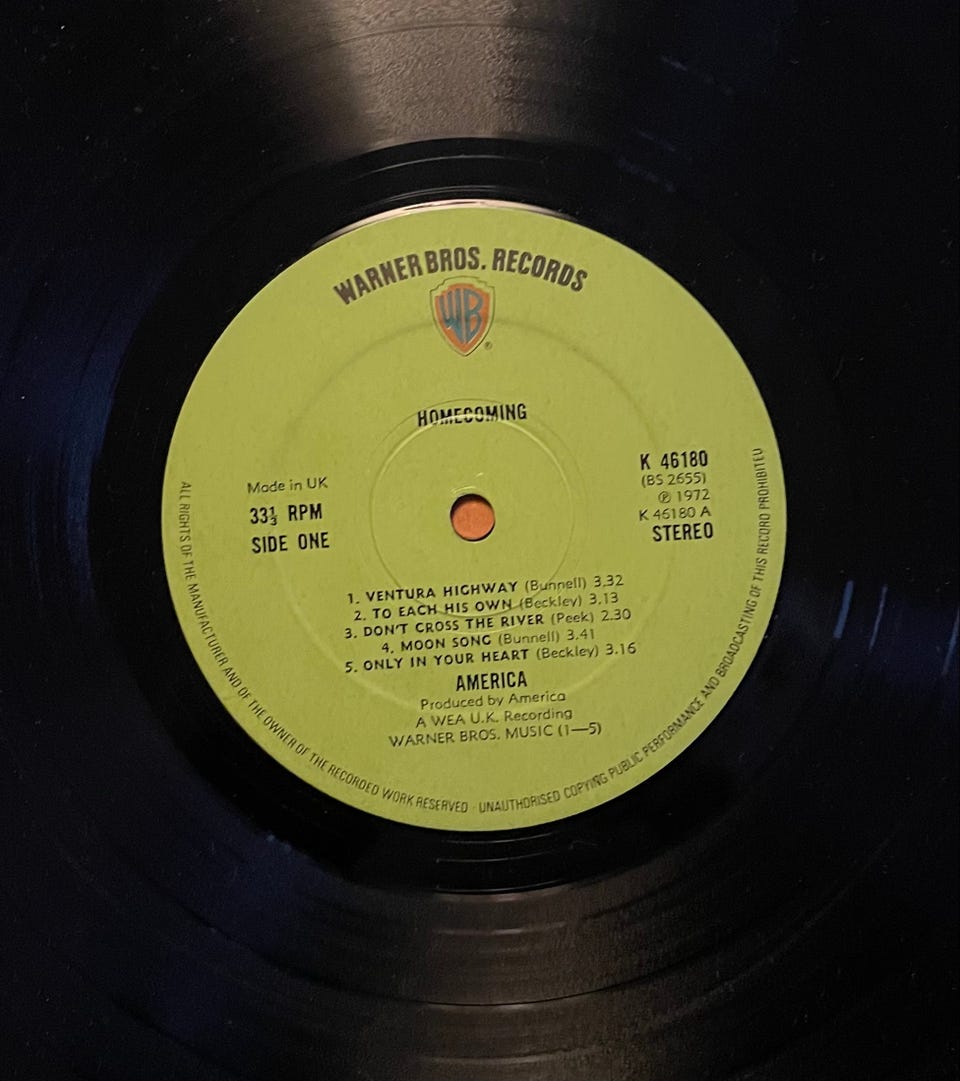 WARNER BROS. RECORDS
WB
®
HOMECOMING
Made in UK
33⅓ RPM
SIDE ONE
K 46180
(BS 2655)
℗ 1972
K 46180 A
STEREO
1. VENTURA HIGHWAY (Bunnell) 3.32
2. TO EACH HIS OWN (Beckley) 3.13
3. DON'T CROSS THE RIVER (Peek) 2.30
4. MOON SONG (Bunnell) 3.41
5. ONLY IN YOUR HEART (Beckley) 3.16
AMERICA
Produced by America
A WEA U.K. Recording
WARNER BROS. MUSIC (1—5)
ALL RIGHTS OF THE MANUFACTURER AND OF THE OWNER OF THE RECORDED WORK RESERVED · UNAUTHORISED COPYING PUBLIC PERFORMANCE AND BROADCASTING OF THIS RECORD PROHIBITED